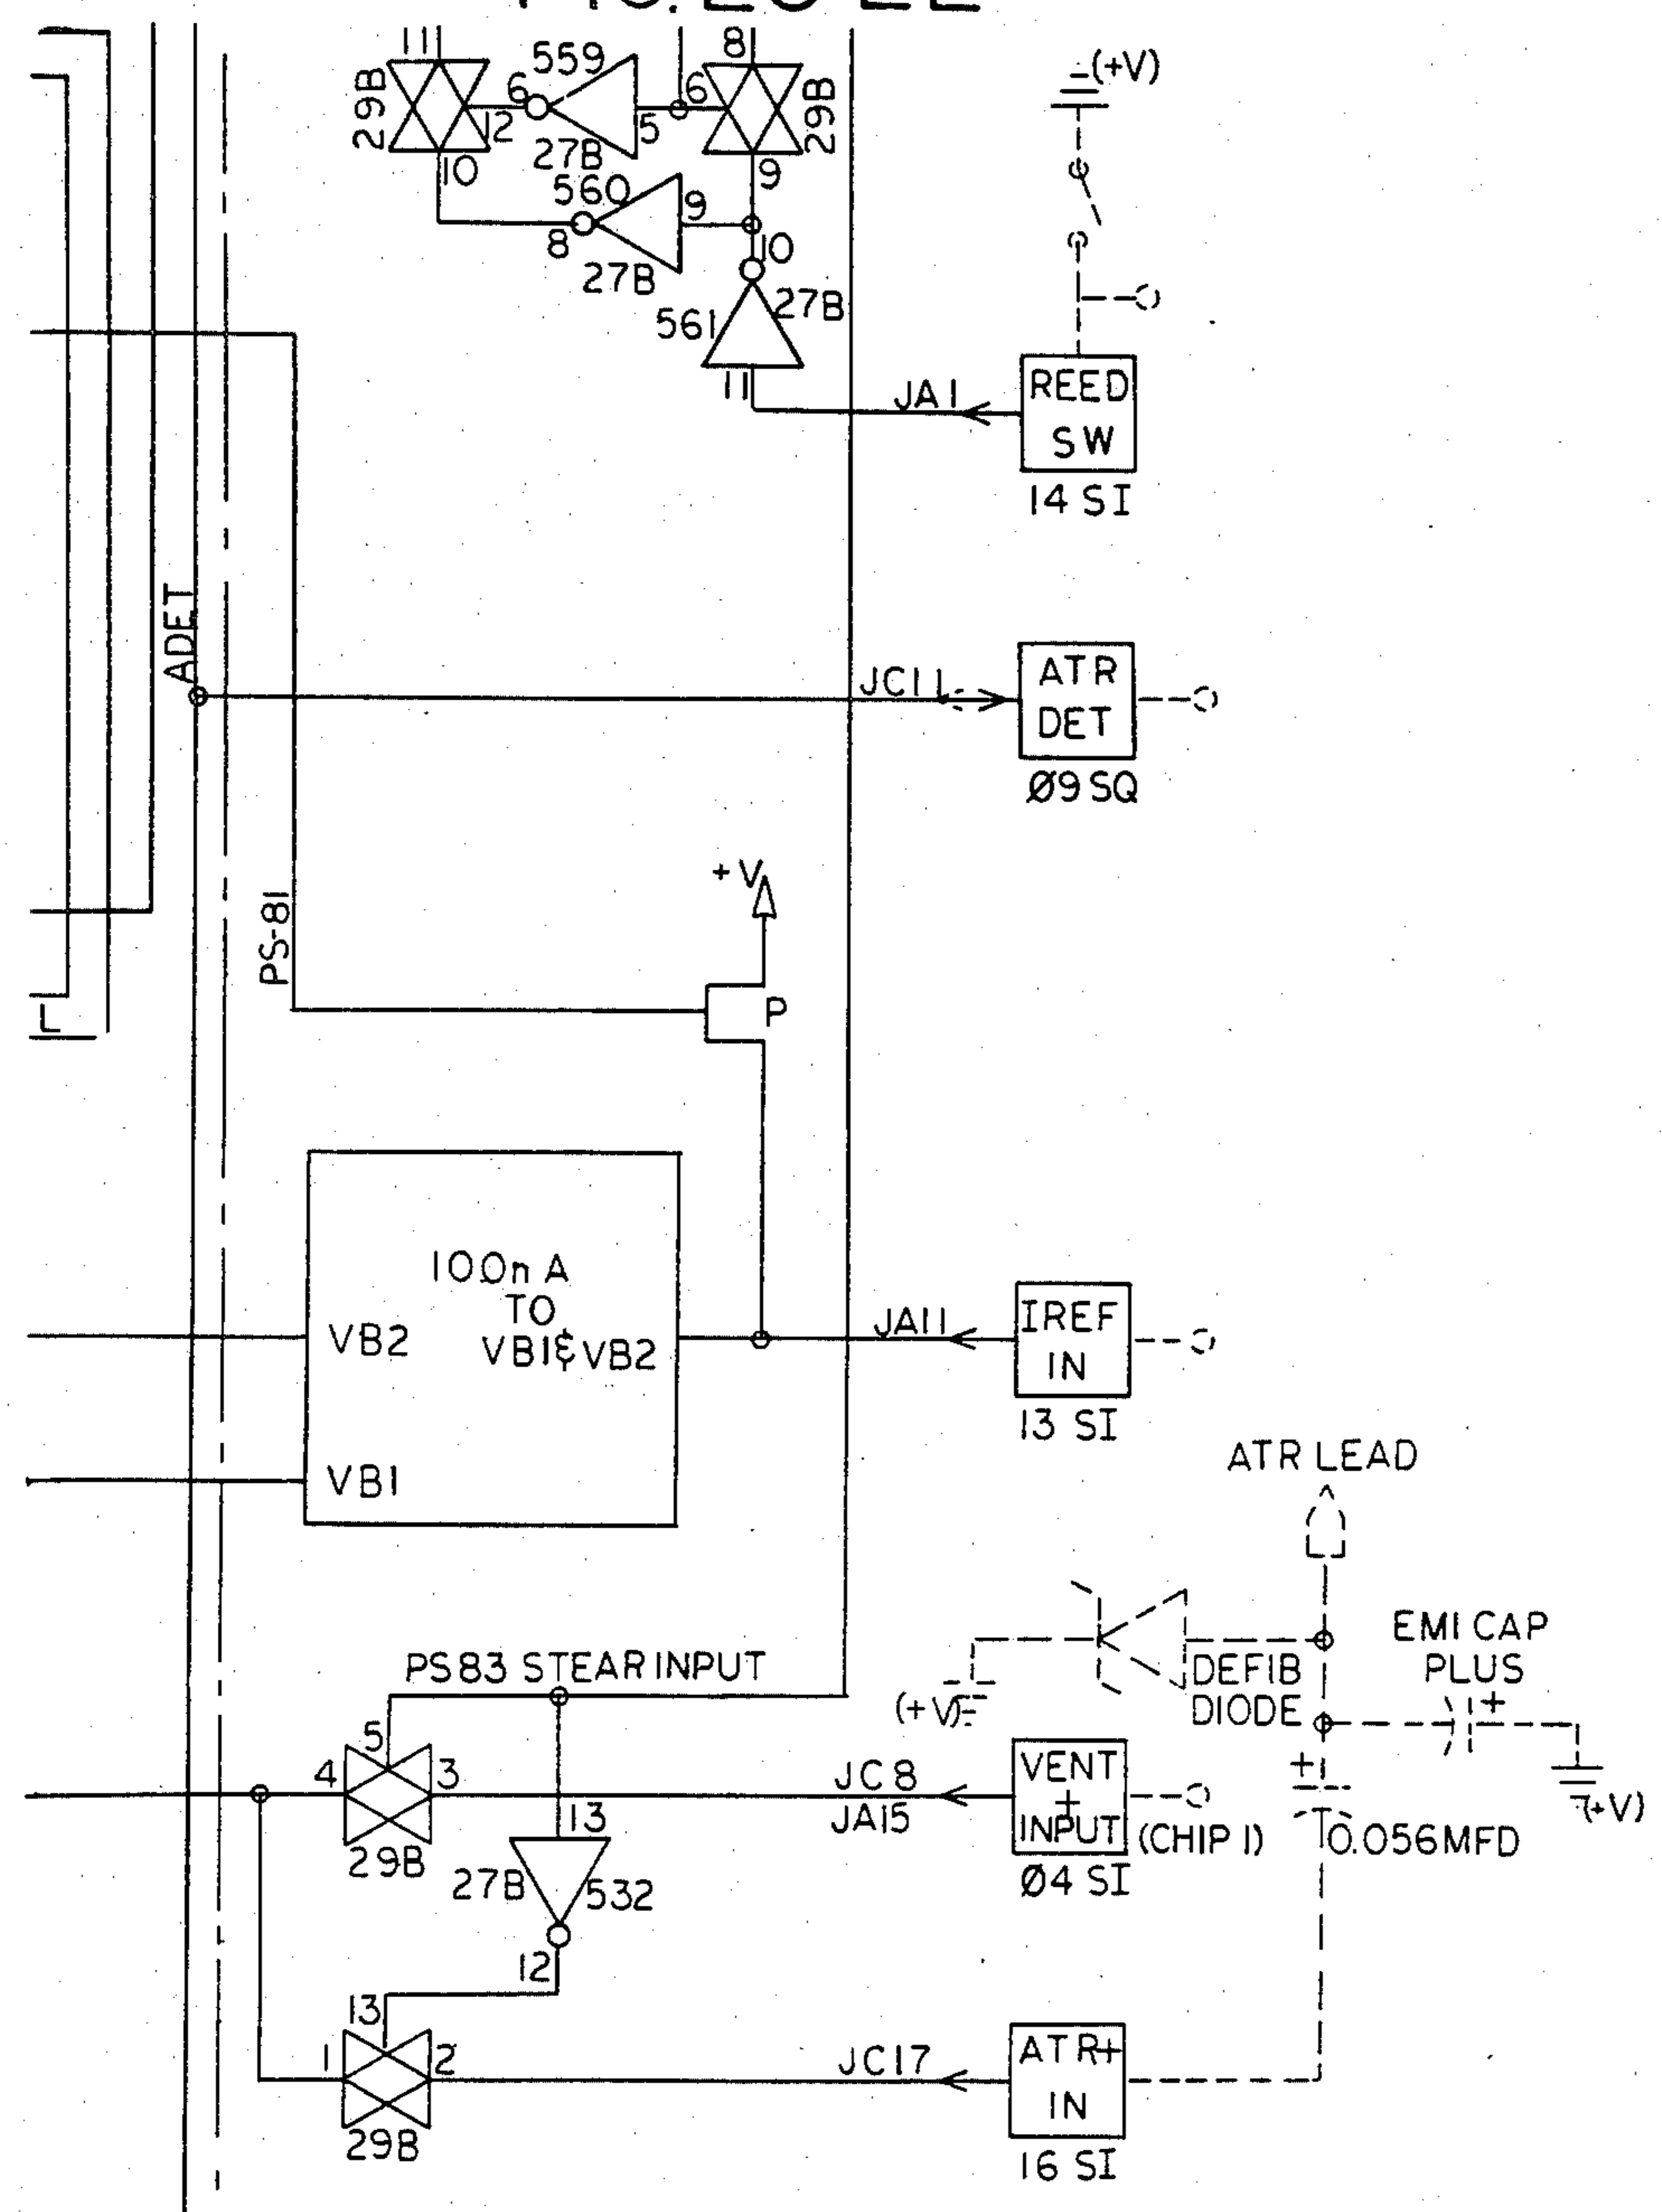 11
559
8
(+V)
29B
6
12
5
6
29B
27B
10
560
9
9
8
10
27B
27B
561
11
JA1
REED
SW
14 SI
ADET
JC11
ATR
DET
Ø9 SQ
+V
PS-81
P
L
100nA
TO
VB1&VB2
VB2
JA11
IREF
IN
13 SI
VB1
ATR LEAD
EMI CAP
PLUS
PS83 STEAR INPUT
DEFIB
DIODE
(+V)
+
5
4
3
JC8
JA15
VENT
+
INPUT
(CHIP 1)
Ø4 SI
+
(+V)
0.056MFD
13
29B
27B
532
12
13
1
2
JC17
ATR+
IN
29B
16 SI